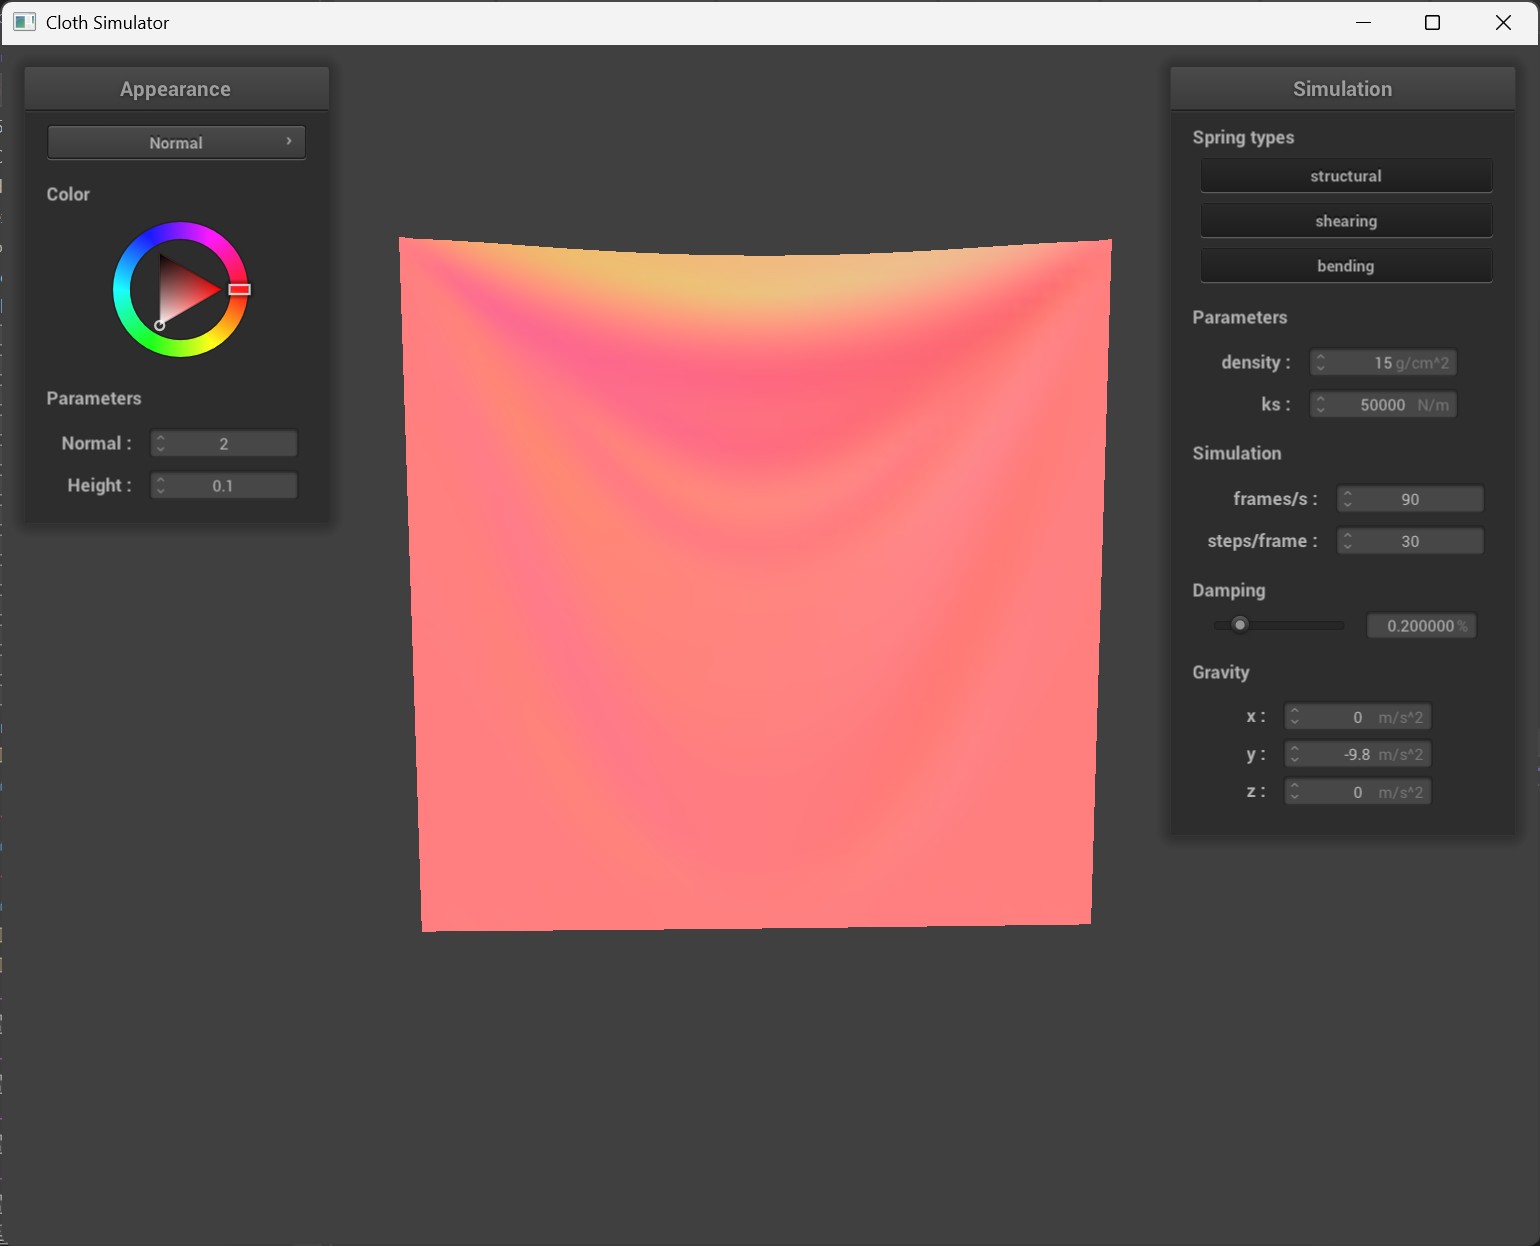 Cloth Simulator
Appearance
Normal
Color
Parameters
Normal : 2
Height : 0.1
Simulation
Spring types
structural
shearing
bending
Parameters
density : 15 g/cm^2
ks : 50000 N/m
Simulation
frames/s : 90
steps/frame : 30
Damping
0.200000 %
Gravity
x : 0 m/s^2
y : -9.8 m/s^2
z : 0 m/s^2